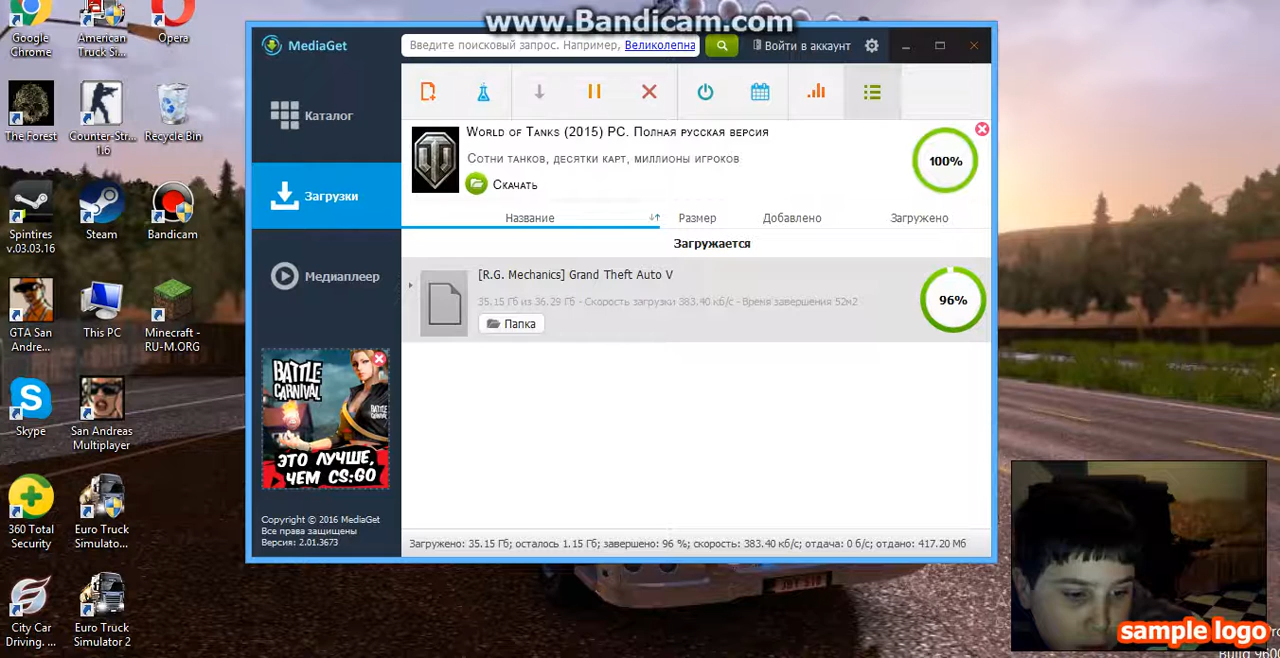 www.Bandicam.com
Google
Chrome
American
Truck Si...
Opera
The Forest
Counter-Str...
1.6
Recycle Bin
Spintires
v.03.03.16
Steam
Bandicam
GTA San
Andre...
This PC
Minecraft -
RU-M.ORG
Skype
San Andreas
Multiplayer
360 Total
Security
Euro Truck
Simulato...
City Car
Driving. ...
Euro Truck
Simulator 2
MediaGet
Введите поисковый запрос. Например, Великолепна
Войти в аккаунт
Каталог
Загрузки
Медиаплеер
World of Tanks (2015) PC. Полная русская версия
Сотни танков, десятки карт, миллионы игроков
Скачать
100%
Название
Размер
Добавлено
Загружено
Загружается
[R.G. Mechanics] Grand Theft Auto V
35.15 Гб из 36.29 Гб - Скорость загрузки 383.40 кб/с - Время завершения 52м2
Папка
96%
BATTLE
CARNIVAL
BATTLE
CARNIVAL
ЭТО ЛУЧШЕ,
ЧЕМ CS:GO
Copyright © 2016 MediaGet
Все права защищены
Версия: 2.01.3673
Загружено: 35.15 Гб; осталось 1.15 Гб; завершено: 96 %; скорость: 383.40 кб/с; отдача: 0 б/с; отдано: 417.20 Мб
sample logo
Build 9600